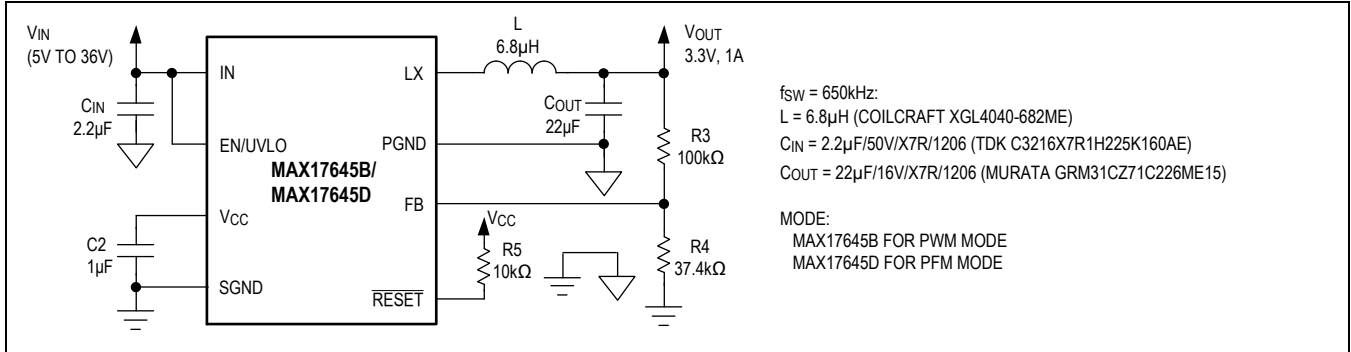 VIN
(5V TO 36V)
CIN
2.2µF
IN
EN/UVLO
VCC
SGND
C2
1µF
MAX17645B/
MAX17645D
LX
PGND
FB
RESET
L
6.8µH
COUT
22µF
VOUT
3.3V, 1A
R3
100kΩ
VCC
R5
10kΩ
R4
37.4kΩ
fSW = 650kHz:
L = 6.8µH (COILCRAFT XGL4040-682ME)
CIN = 2.2µF/50V/X7R/1206 (TDK C3216X7R1H225K160AE)
COUT = 22µF/16V/X7R/1206 (MURATA GRM31CZ71C226ME15)
MODE:
MAX17645B FOR PWM MODE
MAX17645D FOR PFM MODE